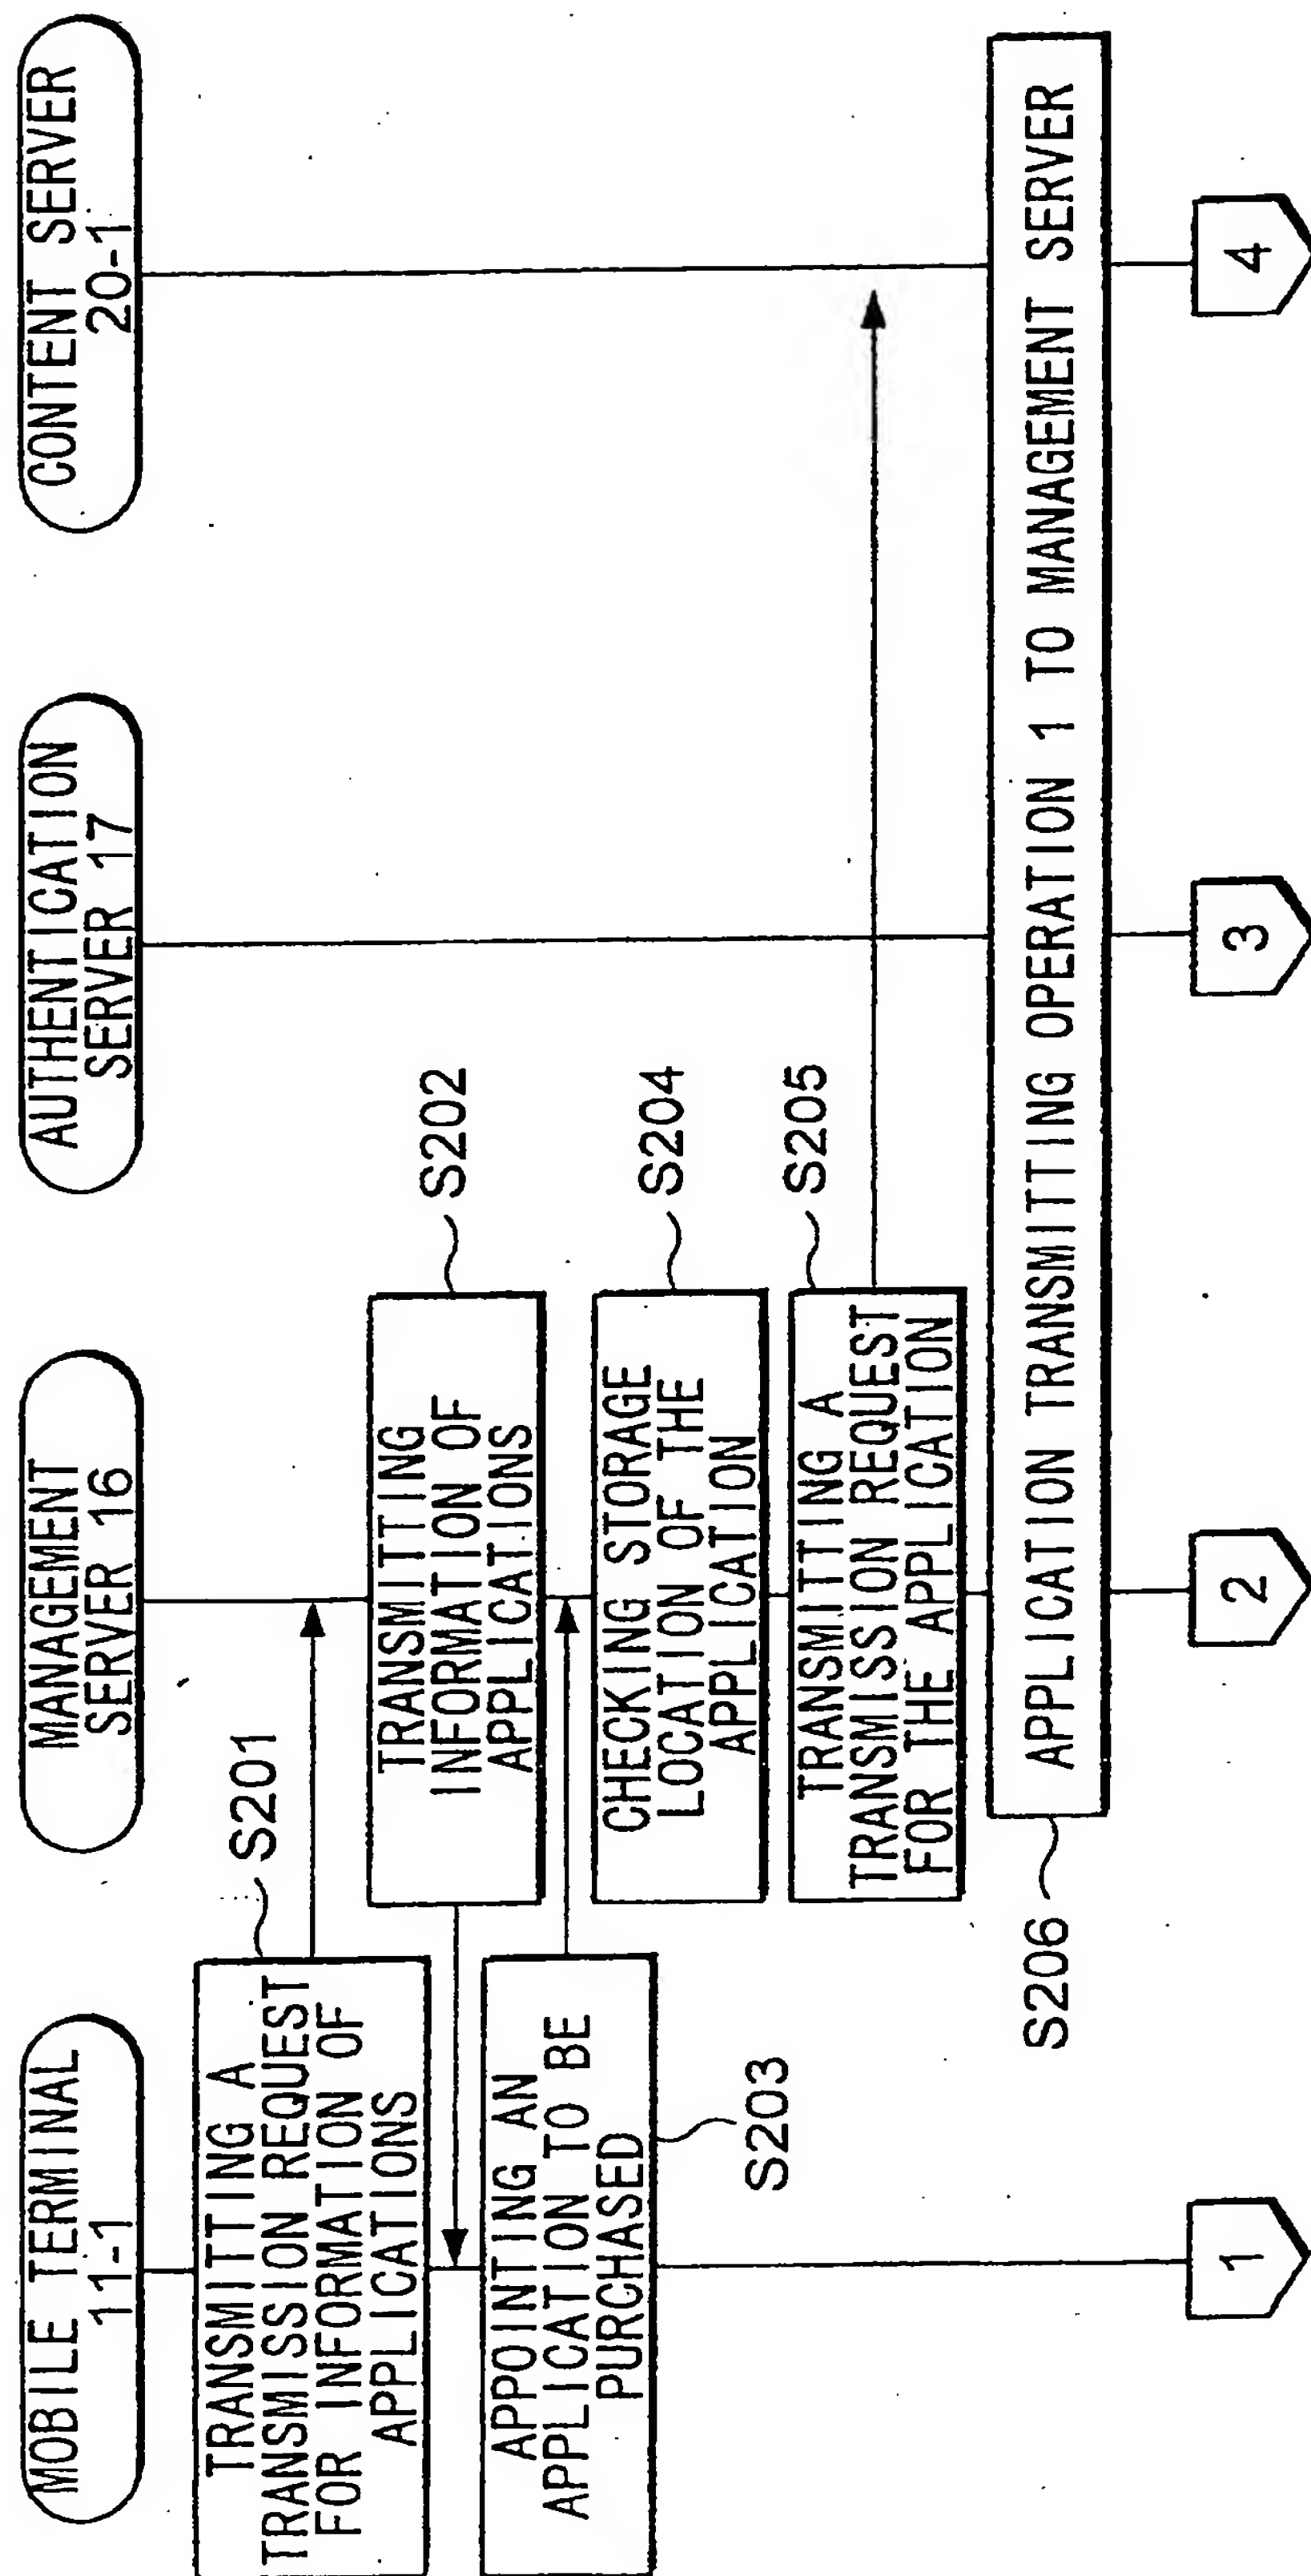 MOBILE TERMINAL
11-1
MANAGEMENT
SERVER 16
AUTHENTICATION
SERVER 17
CONTENT SERVER
20-1
TRANSMITTING A
TRANSMISSION REQUEST
FOR INFORMATION OF
APPLICATIONS
S201
TRANSMITTING
INFORMATION OF
APPLICATIONS
S202
APPOINTING AN
APPLICATION TO BE
PURCHASED
S203
CHECKING STORAGE
LOCATION OF THE
APPLICATION
S204
TRANSMITTING A
TRANSMISSION REQUEST
FOR THE APPLICATION
S205
APPLICATION TRANSMITTING OPERATION 1 TO MANAGEMENT SERVER
S206
1
2
3
4